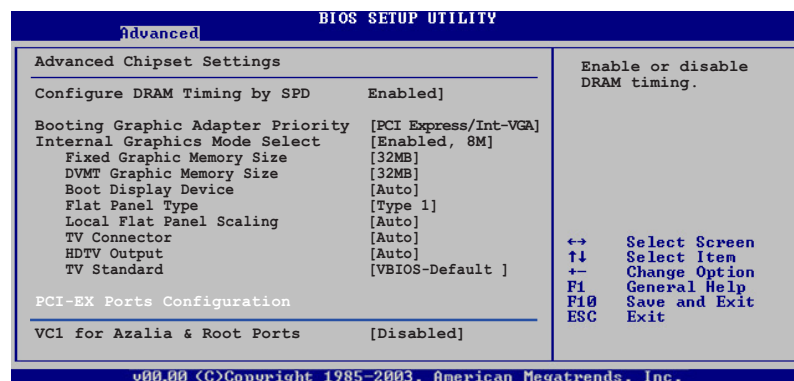 BIOS SETUP UTILITY
Advanced
Advanced Chipset Settings
Configure DRAM Timing by SPD Enabled]
Booting Graphic Adapter Priority [PCI Express/Int-VGA]
Internal Graphics Mode Select [Enabled, 8M]
Fixed Graphic Memory Size [32MB]
DVMT Graphic Memory Size [32MB]
Boot Display Device [Auto]
Flat Panel Type [Type 1]
Local Flat Panel Scaling [Auto]
TV Connector [Auto]
HDTV Output [Auto]
TV Standard [VBIOS-Default ]
PCI-EX Ports Configuration
VC1 for Azalia & Root Ports [Disabled]
Enable or disable
DRAM timing.
↔ Select Screen
↑↓ Select Item
+- Change Option
F1 General Help
F10 Save and Exit
ESC Exit
v00.00 (C)Copyright 1985-2003, American Megatrends, Inc.